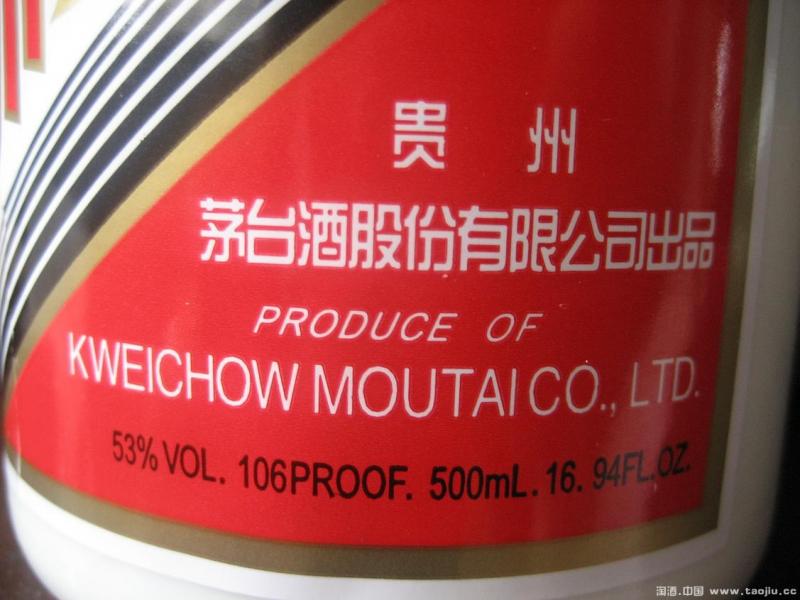 贵 州
茅台酒股份有限公司出品
PRODUCE OF
KWEICHOW MOUTAI CO., LTD.
53% VOL. 106PROOF. 500mL. 16. 94FL. OZ.
淘酒.中国 www.taojiu.cc